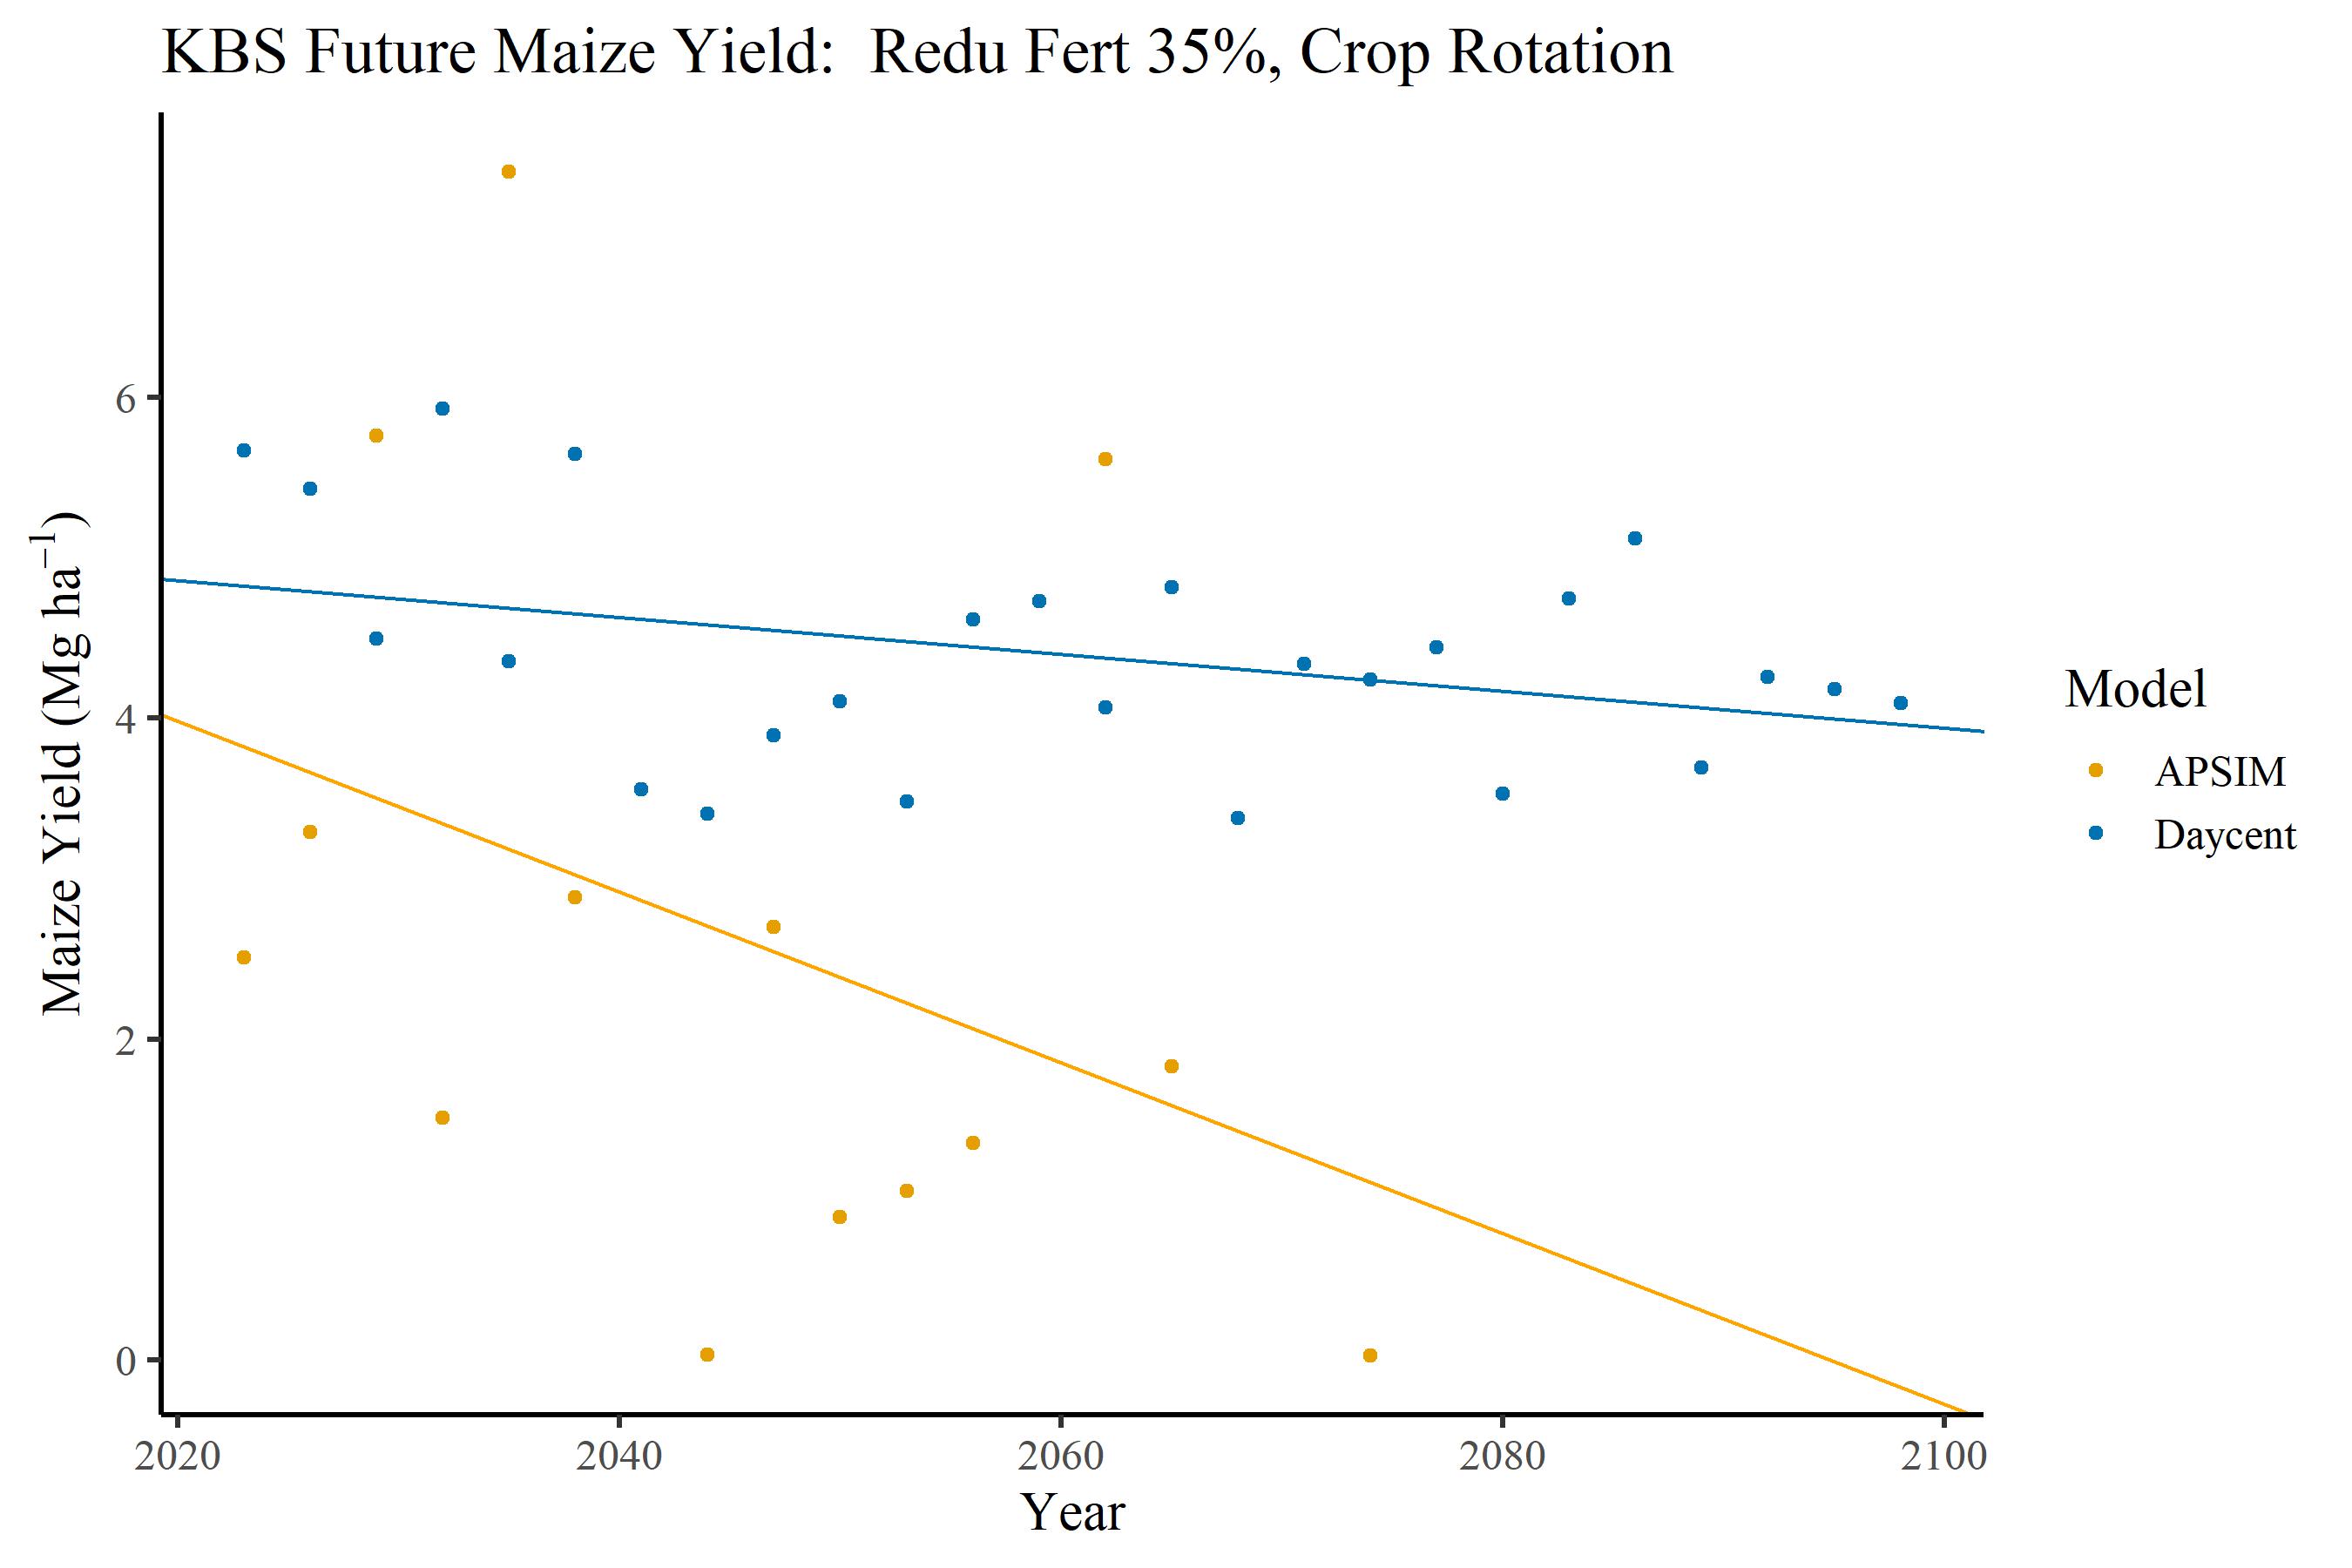 KBS Future Maize Yield:  Redu Fert 35%, Crop Rotation
Maize Yield (Mg ha⁻¹)
6
4
2
0
2020 2040 2060 2080 2100
Year
Model
APSIM
Daycent